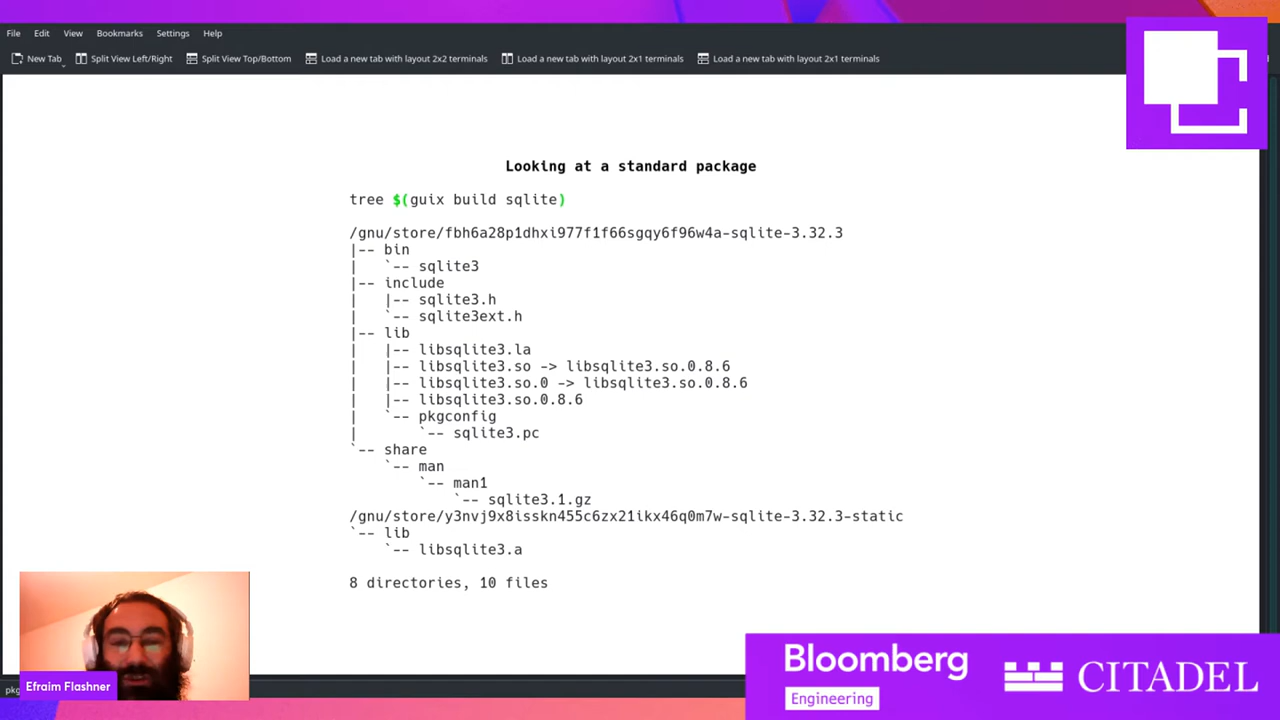 File Edit View Bookmarks Settings Help
New Tab Split View Left/Right Split View Top/Bottom Load a new tab with layout 2x2 terminals Load a new tab with layout 2x1 terminals Load a new tab with layout 2x1 terminals
Looking at a standard package
tree $(guix build sqlite)
/gnu/store/fbh6a28p1dhxi977f1f66sgqy6f96w4a-sqlite-3.32.3
|-- bin
|   `-- sqlite3
|-- include
|   |-- sqlite3.h
|   `-- sqlite3ext.h
|-- lib
|   |-- libsqlite3.la
|   |-- libsqlite3.so -> libsqlite3.so.0.8.6
|   |-- libsqlite3.so.0 -> libsqlite3.so.0.8.6
|   |-- libsqlite3.so.0.8.6
|   `-- pkgconfig
|       `-- sqlite3.pc
`-- share
    `-- man
        `-- man1
            `-- sqlite3.1.gz
/gnu/store/y3nvj9x8isskn455c6zx21ikx46q0m7w-sqlite-3.32.3-static
`-- lib
    `-- libsqlite3.a
8 directories, 10 files
Efraim Flashner
Bloomberg
Engineering
CITADEL